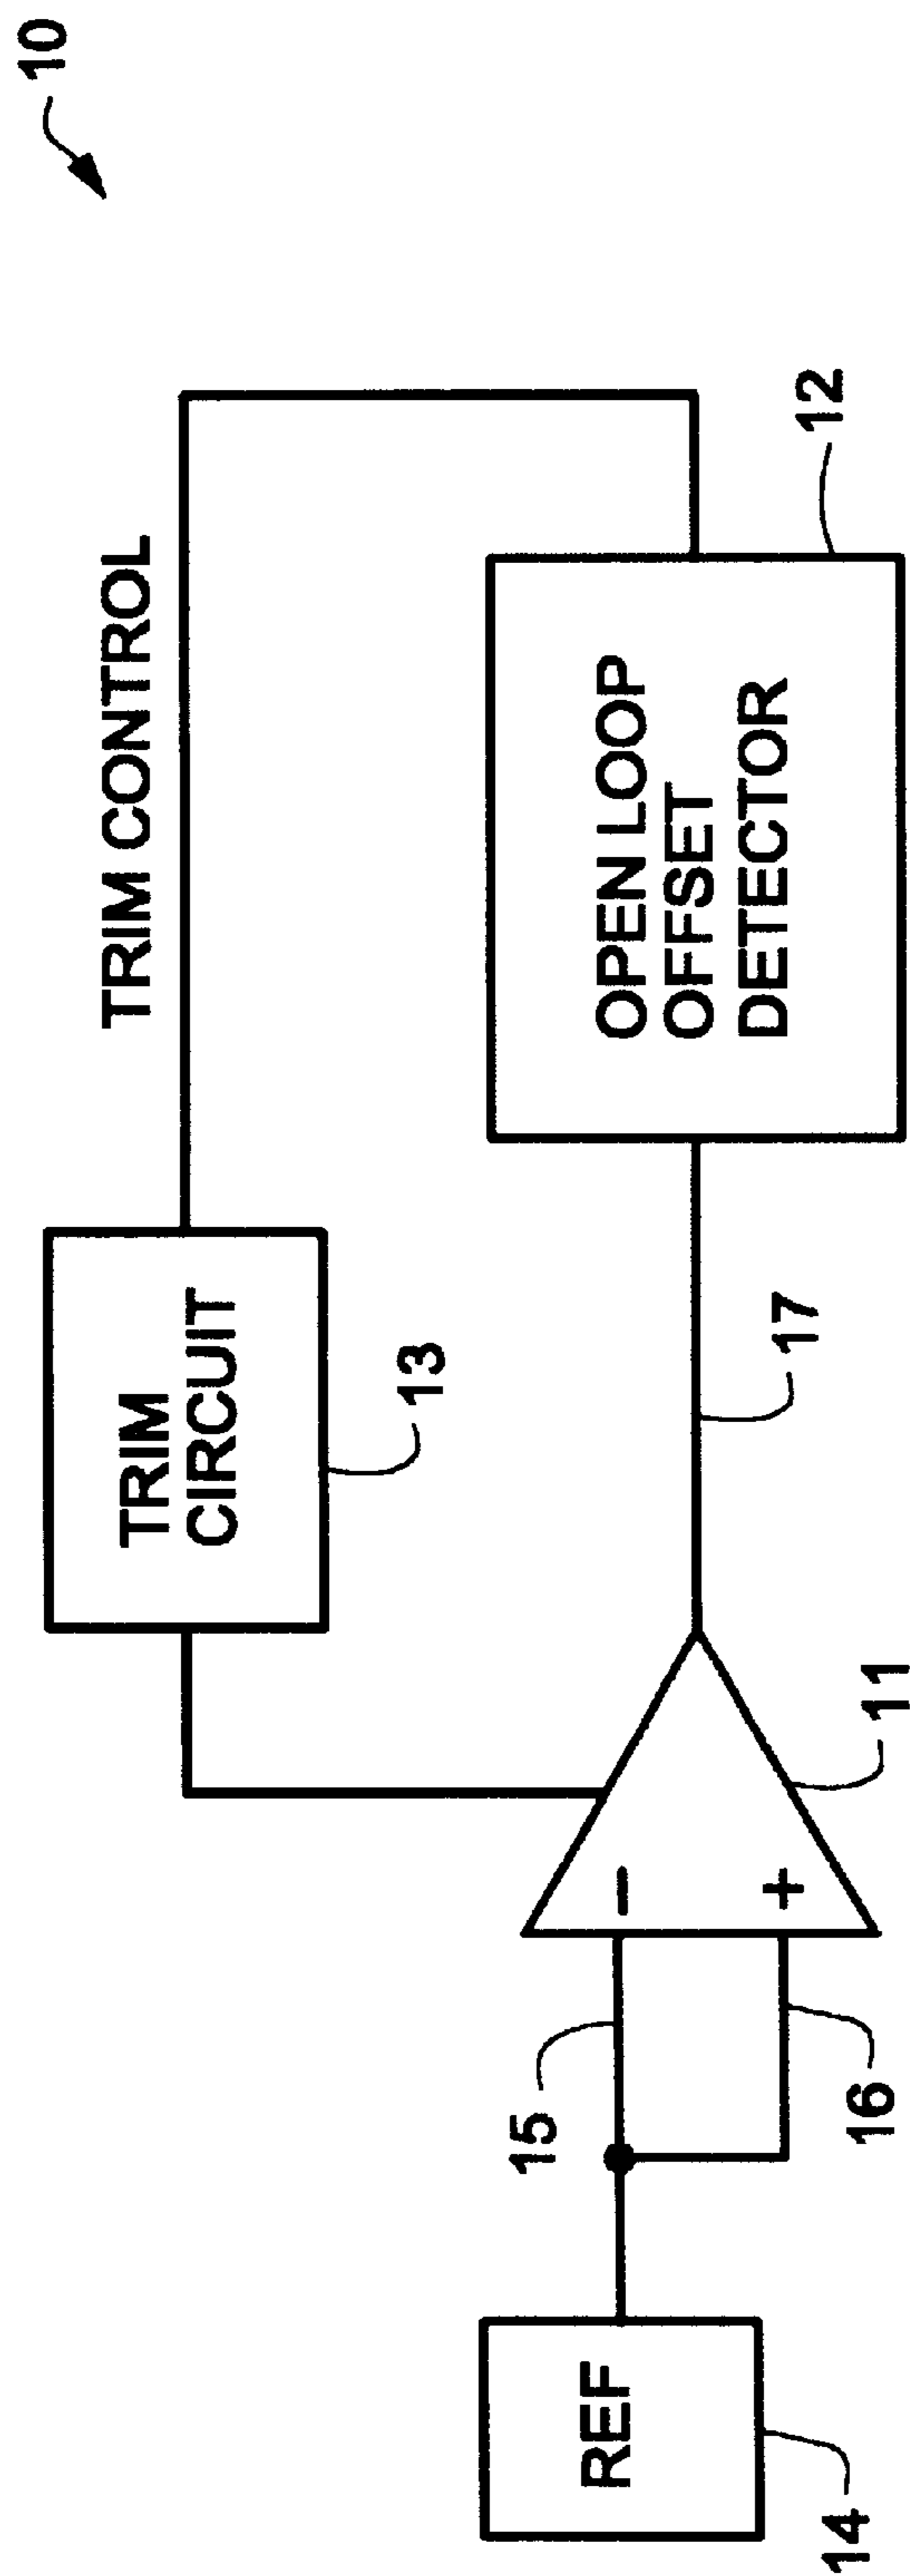 10
TRIM CONTROL
TRIM
CIRCUIT
13
OPEN LOOP
OFFSET
DETECTOR
12
17
11
−
+
15
16
REF
14